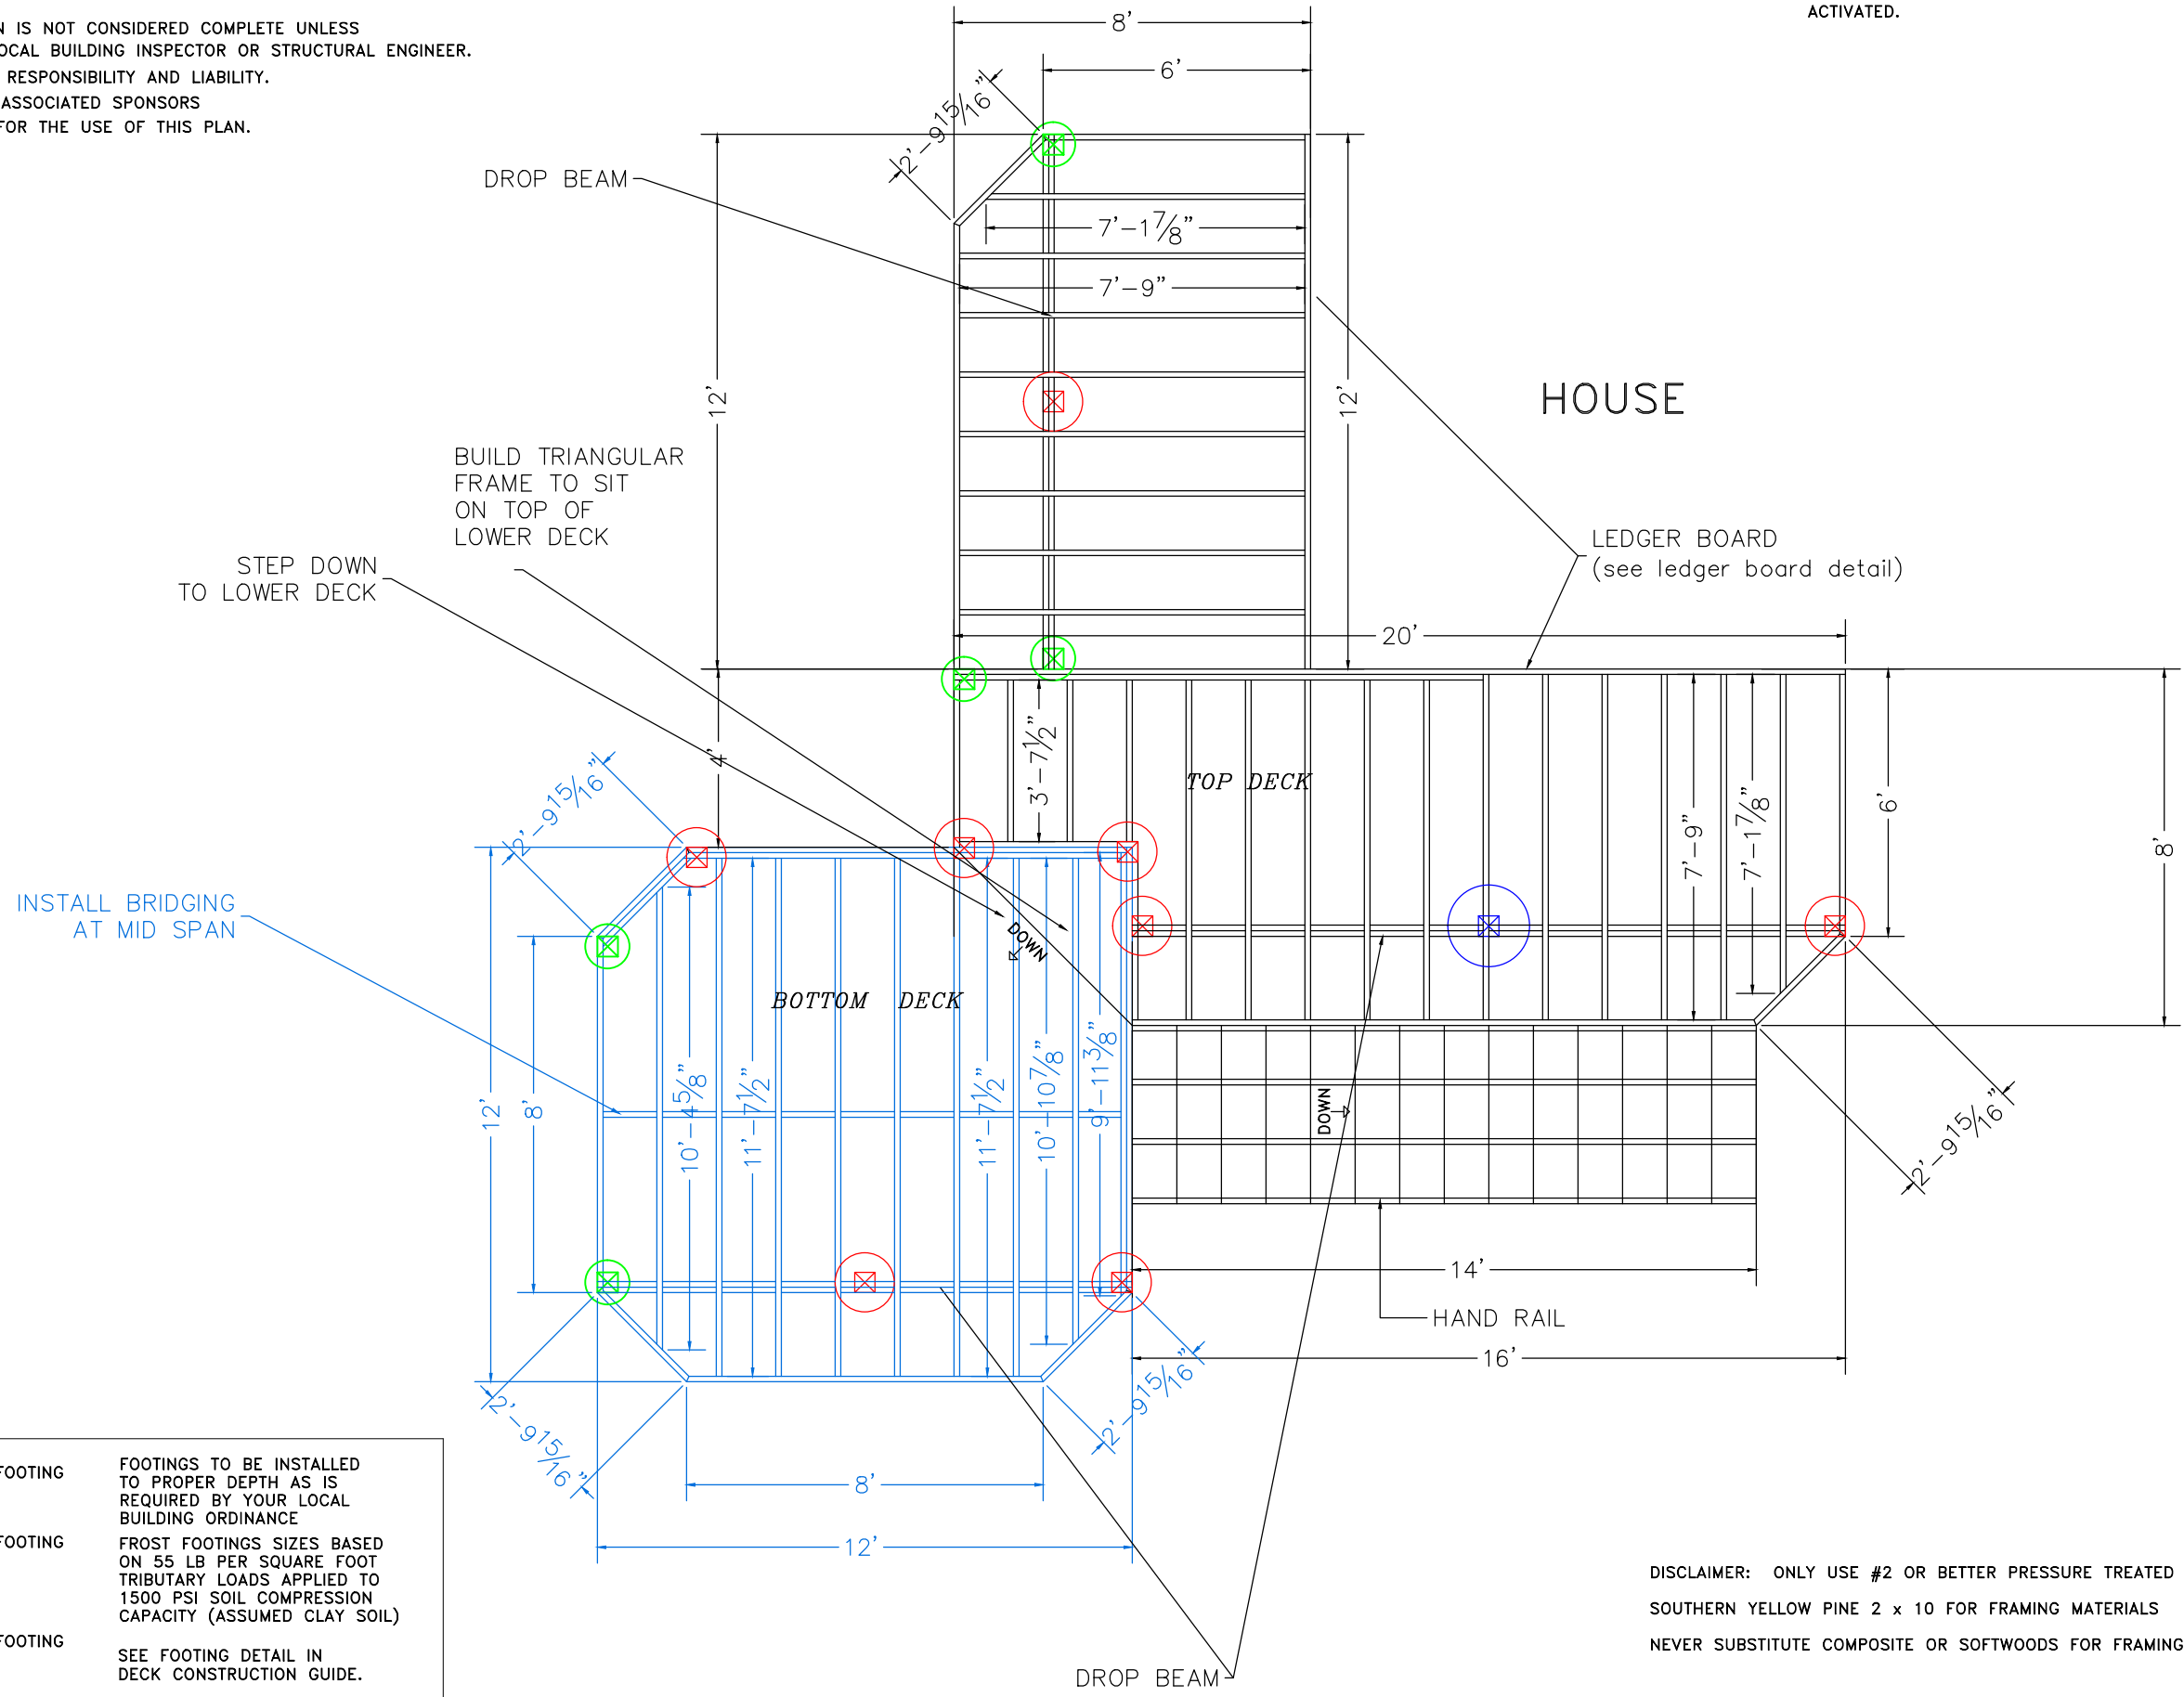 N IS NOT CONSIDERED COMPLETE UNLESS
OCAL BUILDING INSPECTOR OR STRUCTURAL ENGINEER.
RESPONSIBILITY AND LIABILITY.
ASSOCIATED SPONSORS
FOR THE USE OF THIS PLAN.
ACTIVATED.
8'
6'
2'-9 15/16"
DROP BEAM
7'-1 7/8"
7'-9"
12'
12'
HOUSE
BUILD TRIANGULAR
FRAME TO SIT
ON TOP OF
LOWER DECK
STEP DOWN
TO LOWER DECK
LEDGER BOARD
(see ledger board detail)
20'
4'
3'-7 1/2"
TOP DECK
7'-9"
7'-1 7/8"
6'
8'
2'-9 15/16"
INSTALL BRIDGING
AT MID SPAN
DOWN
BOTTOM DECK
12'
8'
10'-4 5/8"
11'-7 1/2"
11'-7 1/2"
10'-10 7/8"
9'-11 3/8"
DOWN
2'-9 15/16"
14'
HAND RAIL
16'
2'-9 15/16"
2'-9 15/16"
8'
12'
FOOTING
FOOTINGS TO BE INSTALLED
TO PROPER DEPTH AS IS
REQUIRED BY YOUR LOCAL
BUILDING ORDINANCE
FOOTING
FROST FOOTINGS SIZES BASED
ON 55 LB PER SQUARE FOOT
TRIBUTARY LOADS APPLIED TO
1500 PSI SOIL COMPRESSION
CAPACITY (ASSUMED CLAY SOIL)
FOOTING
SEE FOOTING DETAIL IN
DECK CONSTRUCTION GUIDE.
DROP BEAM
DISCLAIMER: ONLY USE #2 OR BETTER PRESSURE TREATED
SOUTHERN YELLOW PINE 2 x 10 FOR FRAMING MATERIALS
NEVER SUBSTITUTE COMPOSITE OR SOFTWOODS FOR FRAMING